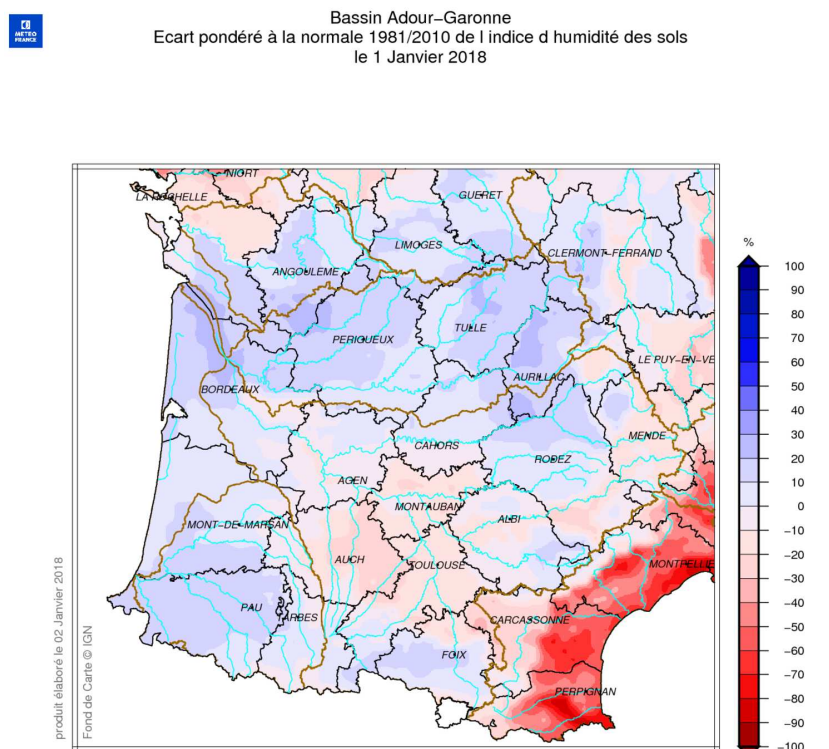 METEO
FRANCE
Bassin Adour-Garonne
Ecart pondéré à la normale 1981/2010 de l indice d humidité des sols
le 1 Janvier 2018
NIORT
LA ROCHELLE
GUERET
LIMOGES
CLERMONT-FERRAND
ANGOULEME
PERIGUEUX
TULLE
LE PUY-EN-VE
AURILLAC
BORDEAUX
MENDE
CAHORS
RODEZ
AGEN
MONTAUBAN
ALBI
MONT-DE-MARSAN
AUCH
TOULOUSE
MONTPELLIE
PAU
TARBES
CARCASSONNE
FOIX
PERPIGNAN
%
100
90
80
70
60
50
40
30
20
10
0
-10
-20
-30
-40
-50
-60
-70
-80
-90
-100
produit élaboré le 02 Janvier 2018
Fond de Carte © IGN